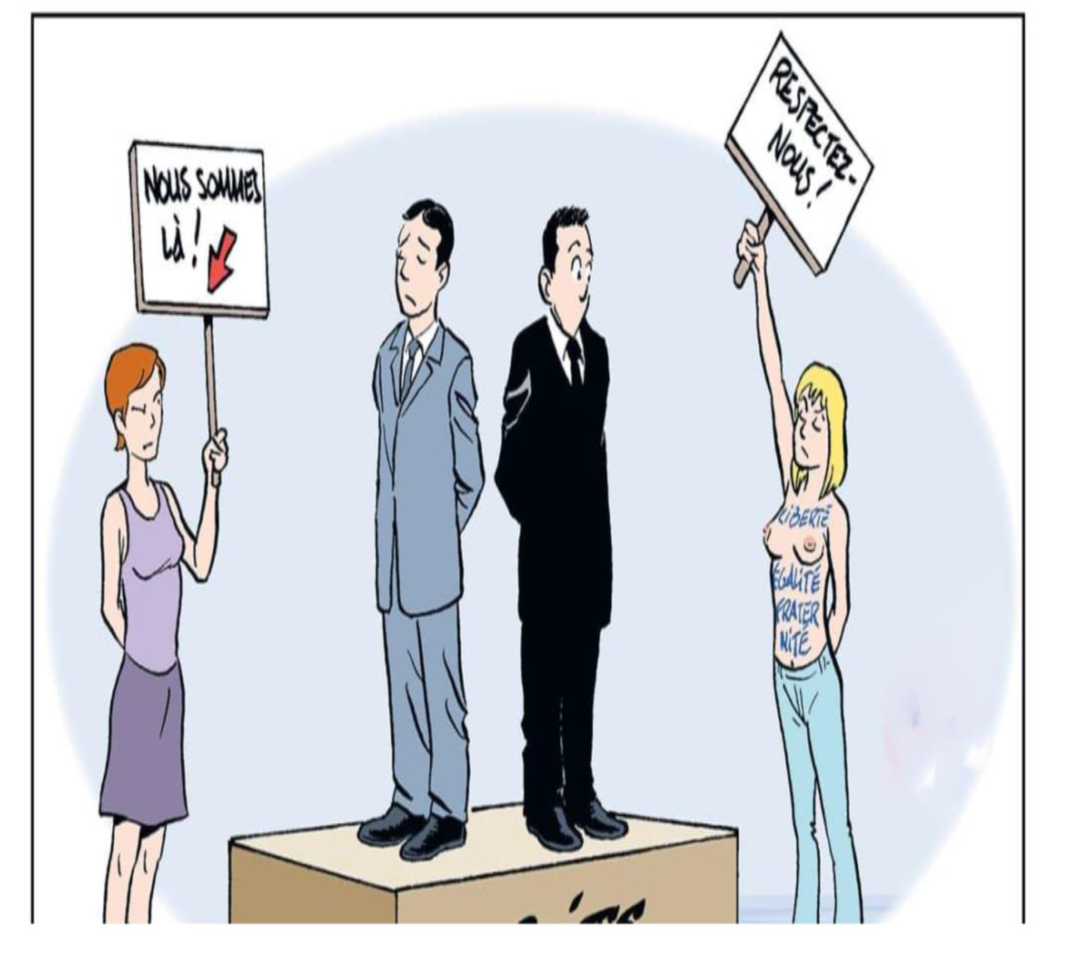 NOUS SOMMES
LÀ!
RESPECTEZ-
NOUS!
LIBERTÉ
ÉGALITÉ
FRATER
NITÉ